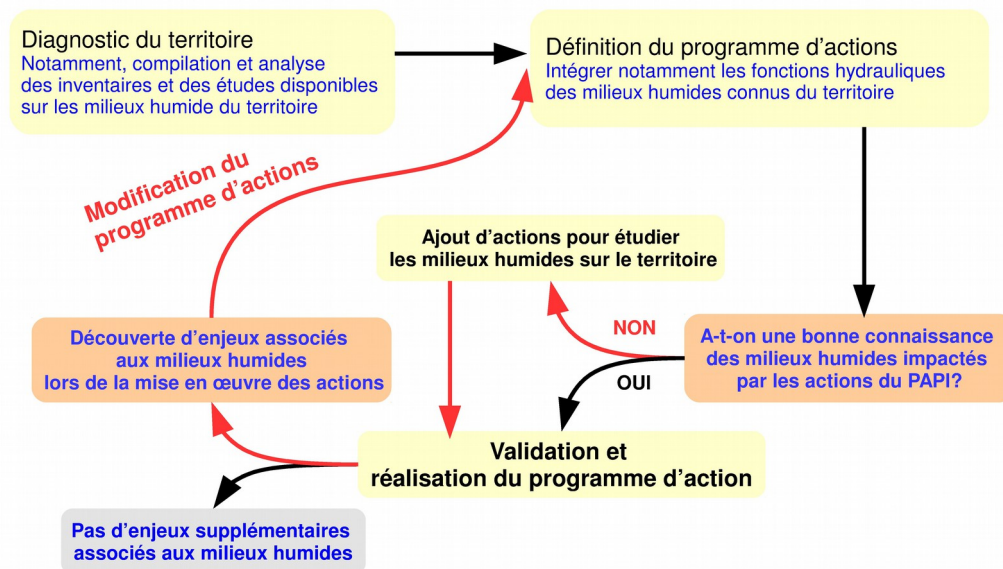 Diagnostic du territoire
Notamment, compilation et analyse
des inventaires et des études disponibles
sur les milieux humide du territoire
Définition du programme d'actions
Intégrer notamment les fonctions hydrauliques
des milieux humides connus du territoire
Modification du
programme d'actions
Ajout d'actions pour étudier
les milieux humides sur le territoire
Découverte d'enjeux associés
aux milieux humides
lors de la mise en œuvre des actions
NON
OUI
A-t-on une bonne connaissance
des milieux humides impactés
par les actions du PAPI?
Validation et
réalisation du programme d'action
Pas d'enjeux supplémentaires
associés aux milieux humides